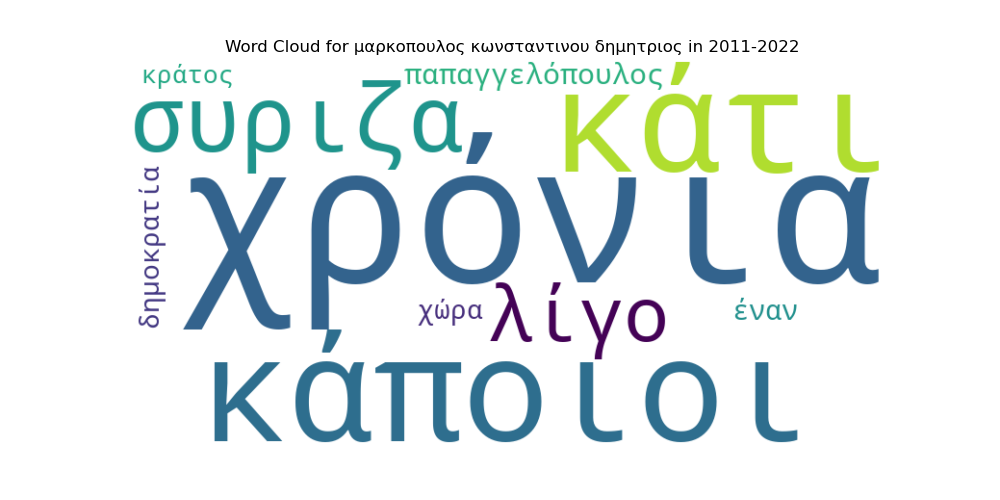 Word Cloud for μαρκοπουλος κωνσταντινου δημητριος in 2011-2022
κράτος
παπαγγελόπουλος
συριζα
κάτι
δημοκρατία
χρόνια
χώρα
λίγο
έναν
κάποιοι